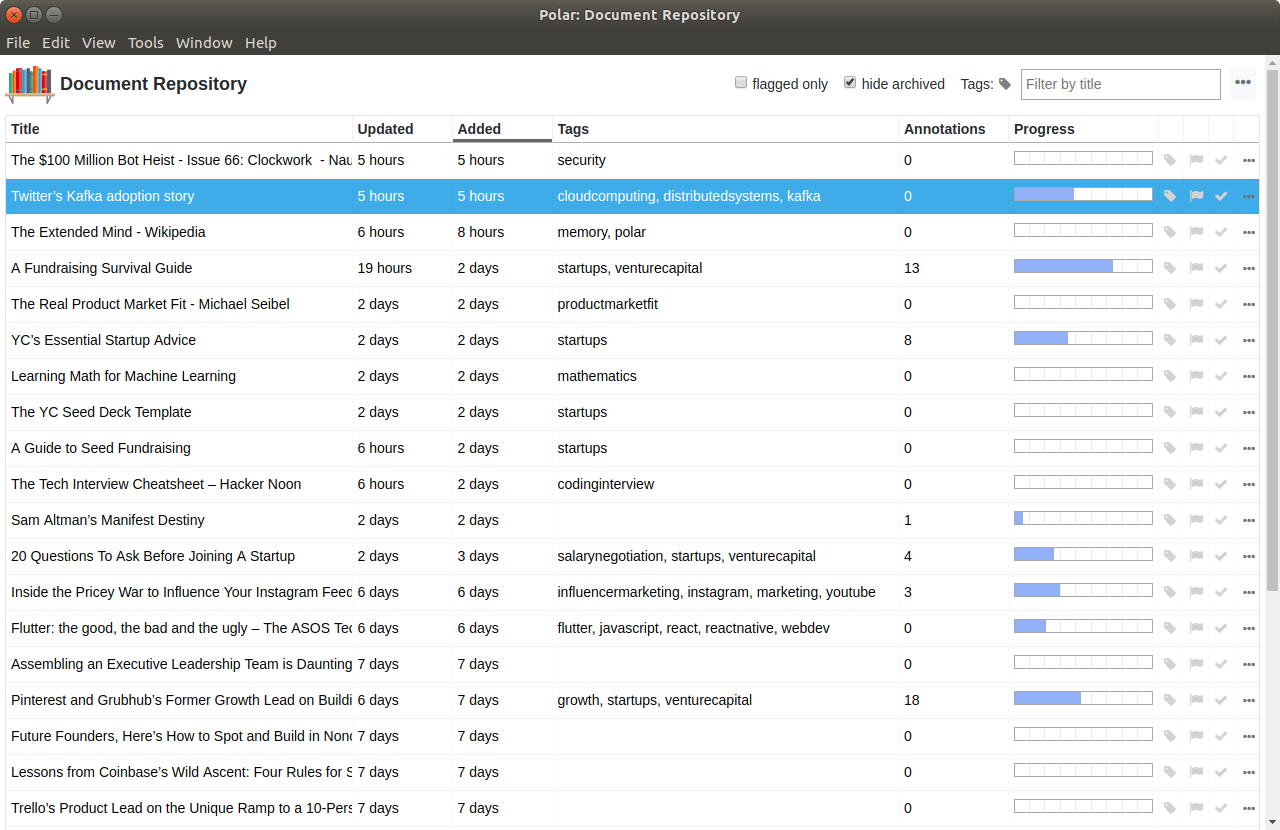 Polar: Document Repository
File Edit View Tools Window Help
Document Repository flagged only hide archived Tags: Filter by title
Title Updated Added Tags Annotations Progress
The $100 Million Bot Heist - Issue 66: Clockwork - Nau 5 hours 5 hours security 0
Twitter’s Kafka adoption story 5 hours 5 hours cloudcomputing, distributedsystems, kafka 0
The Extended Mind - Wikipedia 6 hours 8 hours memory, polar 0
A Fundraising Survival Guide 19 hours 2 days startups, venturecapital 13
The Real Product Market Fit - Michael Seibel 2 days 2 days productmarketfit 0
YC’s Essential Startup Advice 2 days 2 days startups 8
Learning Math for Machine Learning 2 days 2 days mathematics 0
The YC Seed Deck Template 2 days 2 days startups 0
A Guide to Seed Fundraising 6 hours 2 days startups 0
The Tech Interview Cheatsheet – Hacker Noon 6 hours 2 days codinginterview 0
Sam Altman’s Manifest Destiny 2 days 2 days 1
20 Questions To Ask Before Joining A Startup 2 days 3 days salarynegotiation, startups, venturecapital 4
Inside the Pricey War to Influence Your Instagram Feed 6 days 6 days influencermarketing, instagram, marketing, youtube 3
Flutter: the good, the bad and the ugly – The ASOS Tec 6 days 6 days flutter, javascript, react, reactnative, webdev 0
Assembling an Executive Leadership Team is Daunting 7 days 7 days 0
Pinterest and Grubhub’s Former Growth Lead on Buildi 6 days 7 days growth, startups, venturecapital 18
Future Founders, Here’s How to Spot and Build in Nonc 7 days 7 days 0
Lessons from Coinbase’s Wild Ascent: Four Rules for S 7 days 7 days 0
Trello’s Product Lead on the Unique Ramp to a 10-Pers 7 days 7 days 0